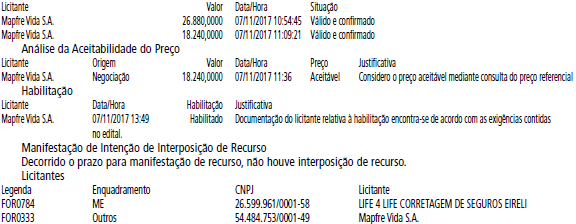 Licitante Valor Data/Hora Situação
Mapfre Vida S.A. 26.880,0000 07/11/2017 10:54:45 Válido e confirmado
Mapfre Vida S.A. 18.240,0000 07/11/2017 11:09:21 Válido e confirmado
Análise da Aceitabilidade do Preço
Licitante Origem Valor Data/Hora Preço Justificativa
Mapfre Vida S.A. Negociação 18.240,0000 07/11/2017 11:36 Aceitável Considero o preço aceitável mediante consulta do preço referencial
Habilitação
Licitante Data/Hora Habilitação Justificativa
Mapfre Vida S.A. 07/11/2017 13:49 Habilitado Documentação do licitante relativa à habilitação encontra-se de acordo com as exigências contidas
no edital.
Manifestação de Intenção de Interposição de Recurso
Decorrido o prazo para manifestação de recurso, não houve interposição de recurso.
Licitantes
Legenda Enquadramento CNPJ Licitante
FOR0784 ME 26.599.961/0001-58 LIFE 4 LIFE CORRETAGEM DE SEGUROS EIRELI
FOR0333 Outros 54.484.753/0001-49 Mapfre Vida S.A.